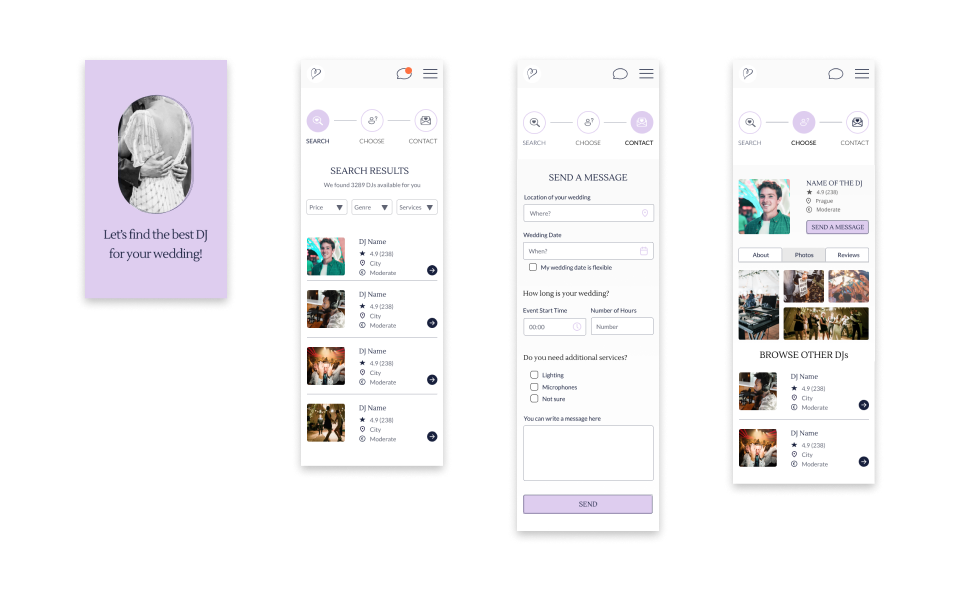 Let's find the best DJ
for your wedding!
SEARCH CHOOSE CONTACT
SEARCH RESULTS
We found 3289 DJs available for you
Price Genre Services
DJ Name
4.9 (238)
City
Moderate
DJ Name
4.9 (238)
City
Moderate
DJ Name
4.9 (238)
City
Moderate
DJ Name
4.9 (238)
City
Moderate
SEARCH CHOOSE CONTACT
SEND A MESSAGE
Location of your wedding
Where?
Wedding Date
When?
My wedding date is flexible
How long is your wedding?
Event Start Time Number of Hours
00:00 Number
Do you need additional services?
Lighting
Microphones
Not sure
You can write a message here
SEND
SEARCH CHOOSE CONTACT
NAME OF THE DJ
4.9 (238)
Prague
Moderate
SEND A MESSAGE
About Photos Reviews
BROWSE OTHER DJs
DJ Name
4.9 (238)
City
Moderate
DJ Name
4.9 (238)
City
Moderate